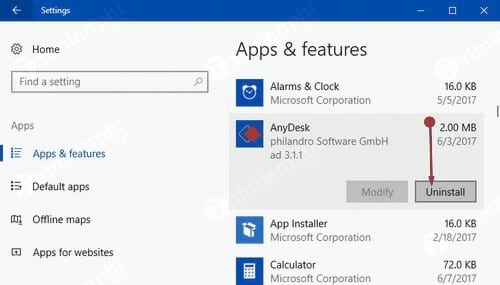 Settings
Home
Find a setting
Apps
Apps & features
Default apps
Offline maps
Apps for websites
Apps & features
Alarms & Clock 16.0 KB
Microsoft Corporation 5/5/2017
AnyDesk 2.00 MB
philandro Software GmbH 6/3/2017
ad 3.1.1
Modify Uninstall
App Installer 16.0 KB
Microsoft Corporation 2/18/2017
Calculator 72.0 KB
Microsoft Corporation 6/7/2017